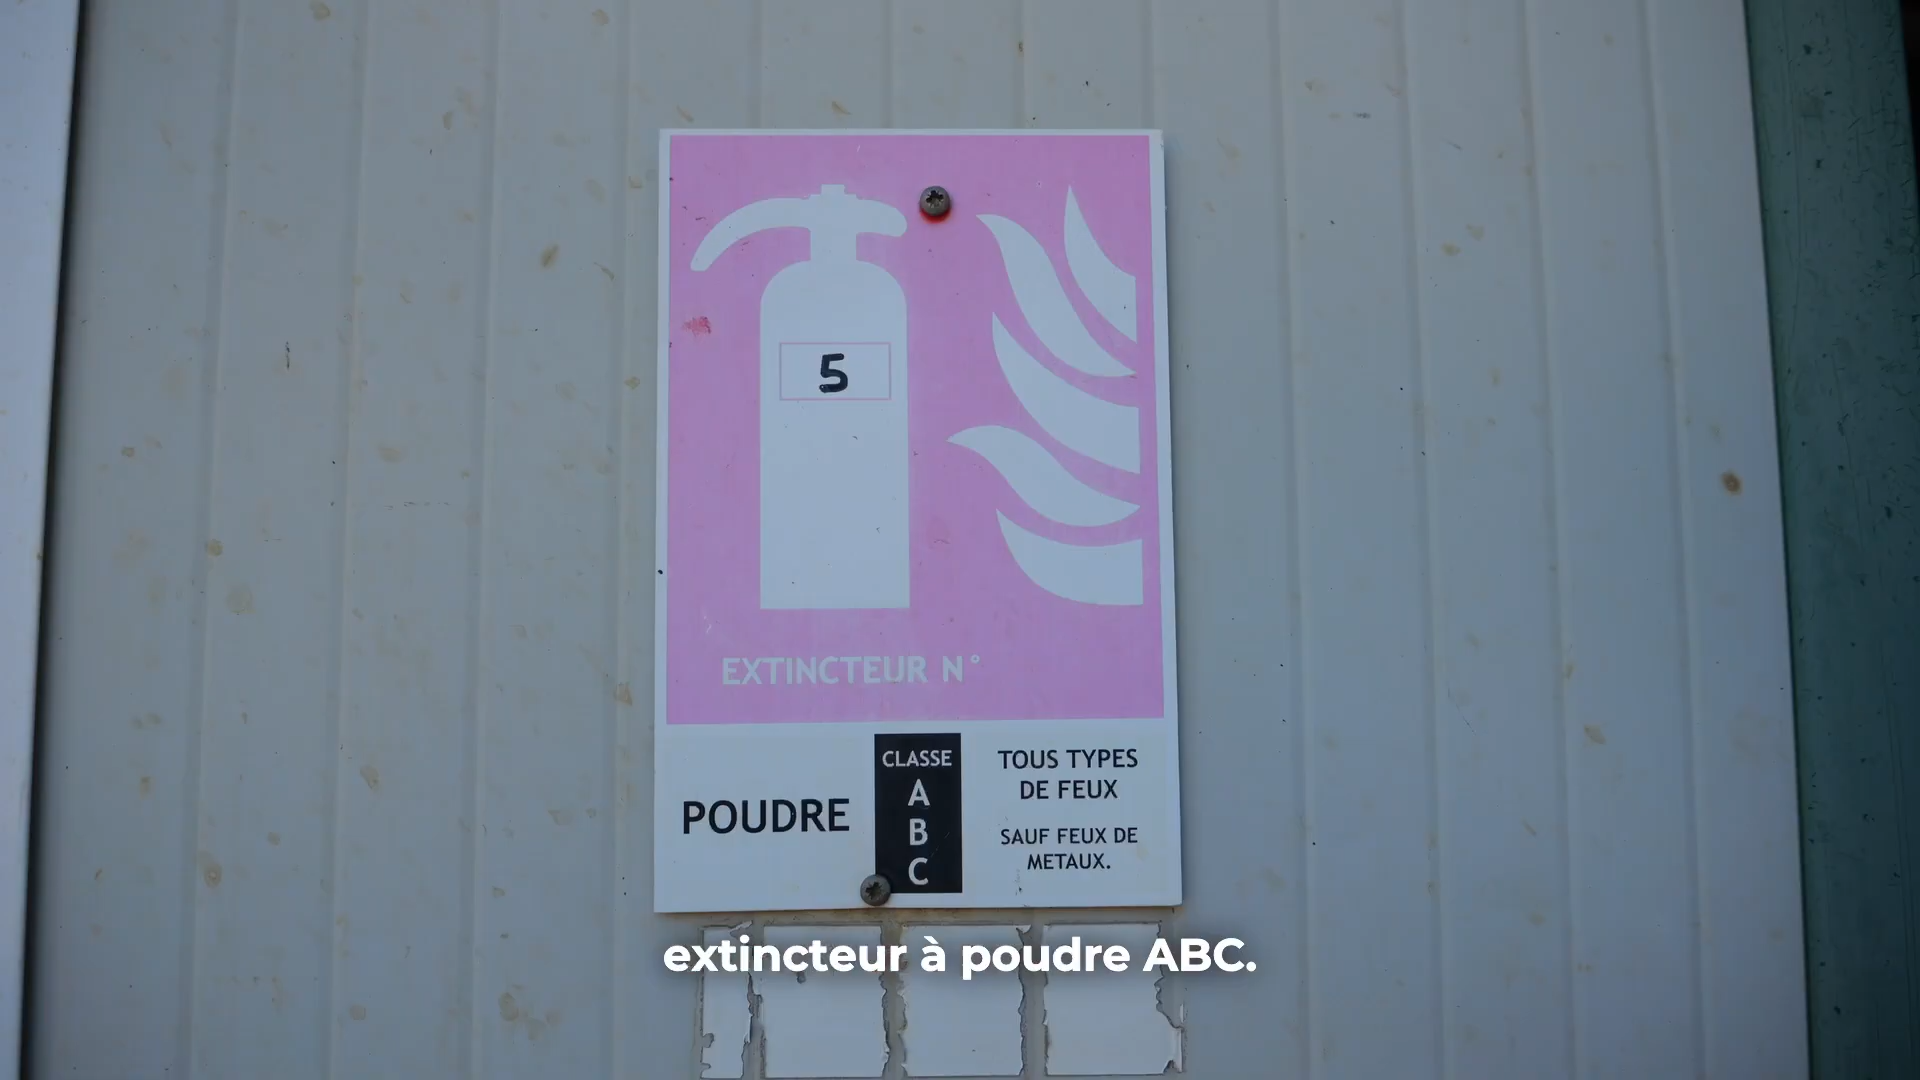 5
EXTINCTEUR N°
POUDRE
CLASSE
A
B
C
TOUS TYPES
DE FEUX
SAUF FEUX DE
METAUX.
extincteur à poudre ABC.